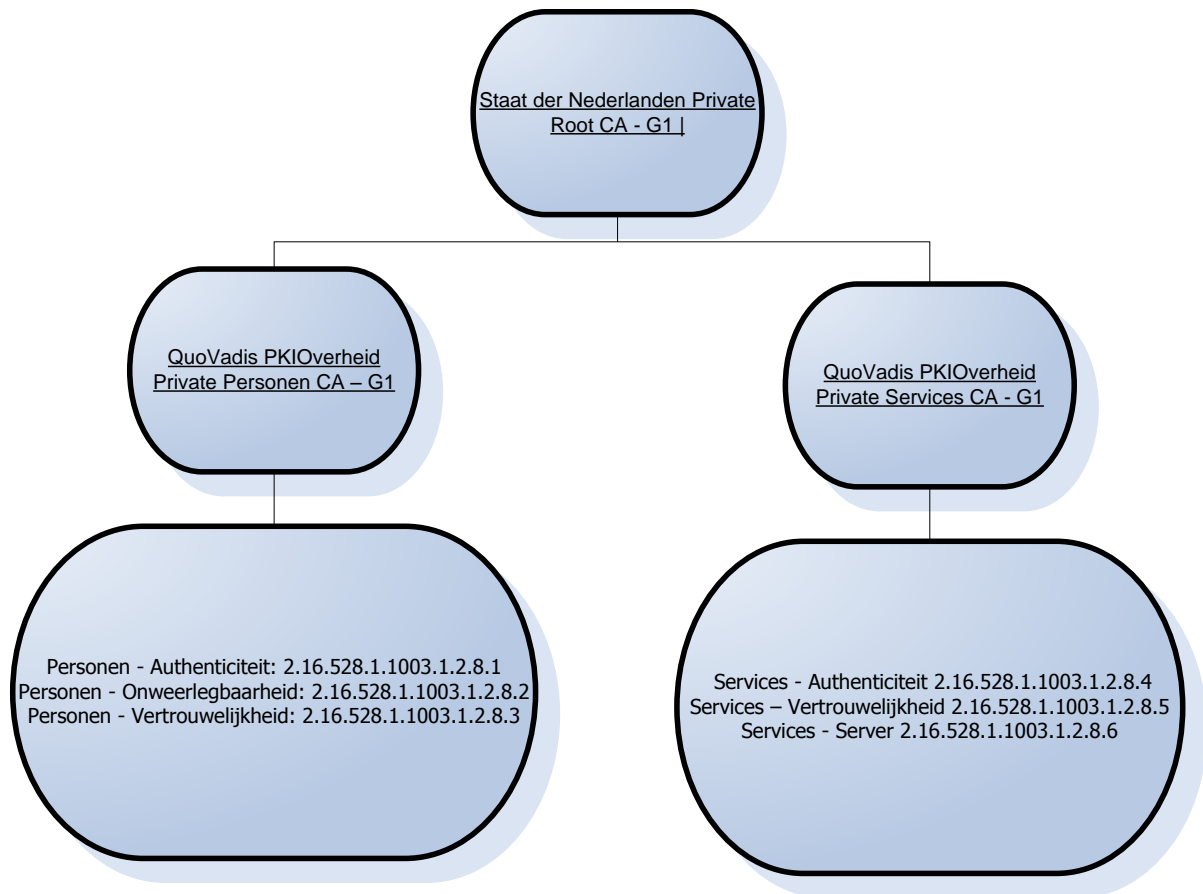 Staat der Nederlanden Private
Root CA - G1 |
QuoVadis PKIOverheid
Private Personen CA – G1
QuoVadis PKIOverheid
Private Services CA - G1
Personen - Authenticiteit: 2.16.528.1.1003.1.2.8.1
Personen - Onweerlegbaarheid: 2.16.528.1.1003.1.2.8.2
Personen - Vertrouwelijkheid: 2.16.528.1.1003.1.2.8.3
Services - Authenticiteit 2.16.528.1.1003.1.2.8.4
Services – Vertrouwelijkheid 2.16.528.1.1003.1.2.8.5
Services - Server 2.16.528.1.1003.1.2.8.6